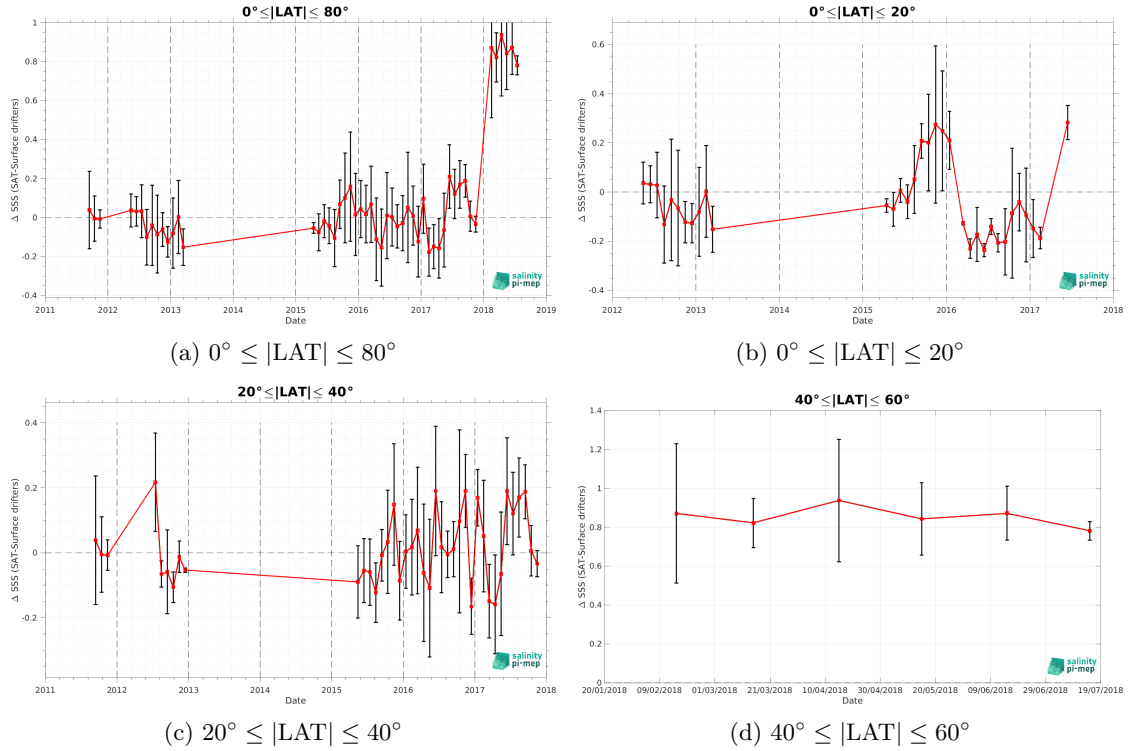 0°≤|LAT|≤ 80°
1
0.8
0.6
0.4
0.2
0
-0.2
-0.4
Δ SSS (SAT-Surface drifters)
2011 2012 2013 2014 2015 2016 2017 2018 2019
Date
salinity
pi-mep
(a) 0° ≤ |LAT| ≤ 80°
0°≤|LAT|≤ 20°
0.6
0.4
0.2
0
-0.2
-0.4
Δ SSS (SAT-Surface drifters)
2012 2013 2014 2015 2016 2017 2018
Date
salinity
pi-mep
(b) 0° ≤ |LAT| ≤ 20°
20°≤|LAT|≤ 40°
0.4
0.2
0
-0.2
Δ SSS (SAT-Surface drifters)
2011 2012 2013 2014 2015 2016 2017 2018
Date
salinity
pi-mep
(c) 20° ≤ |LAT| ≤ 40°
40°≤|LAT|≤ 60°
1.4
1.2
1
0.8
0.6
0.4
0.2
0
Δ SSS (SAT-Surface drifters)
20/01/2018 09/02/2018 01/03/2018 21/03/2018 10/04/2018 30/04/2018 20/05/2018 09/06/2018 29/06/2018 19/07/2018
Date
salinity
pi-mep
(d) 40° ≤ |LAT| ≤ 60°